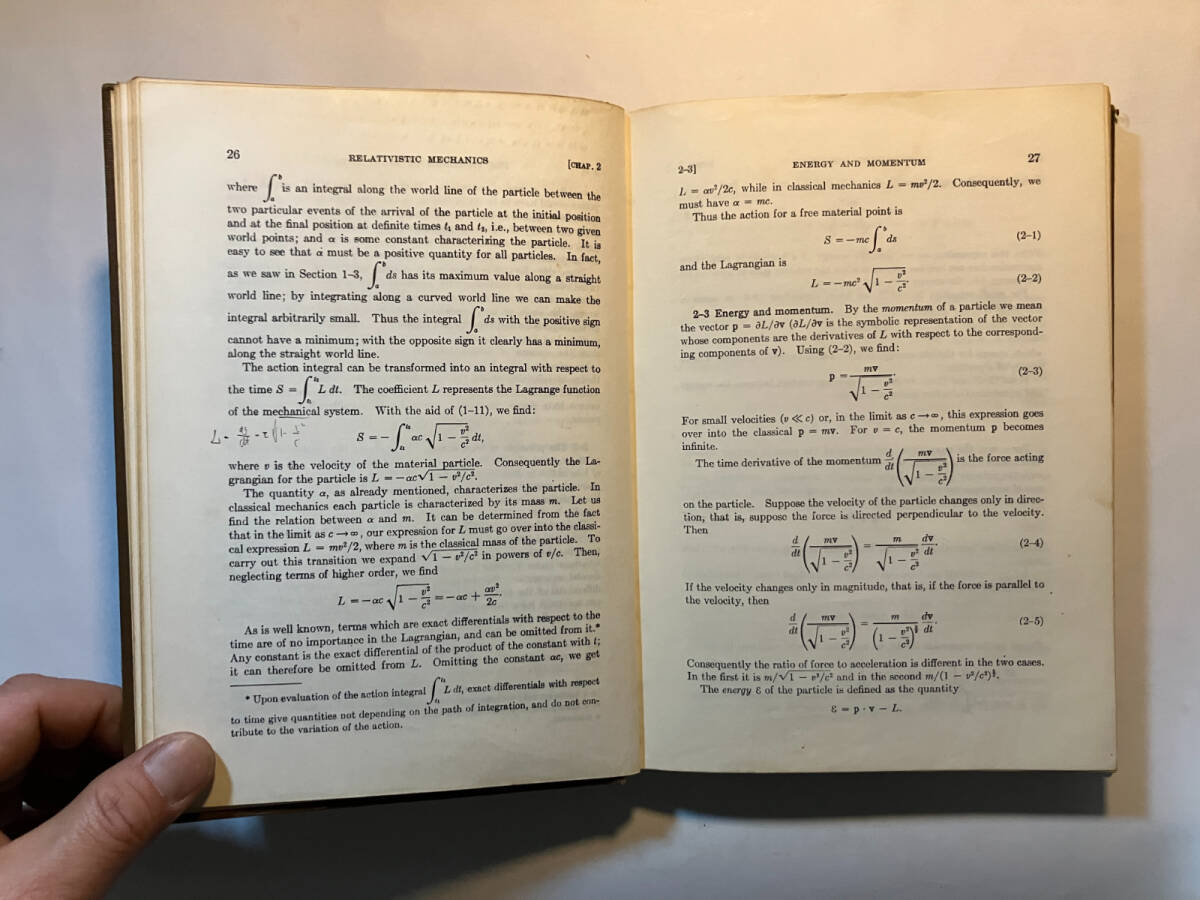 26 RELATIVISTIC MECHANICS [CHAP. 2
where ∫ₐᵇ is an integral along the world line of the particle between the
two particular events of the arrival of the particle at the initial position
and at the final position at definite times t₁ and t₂, i.e., between two given
world points; and α is some constant characterizing the particle. It is
easy to see that α must be a positive quantity for all particles. In fact,
as we saw in Section 1–3, ∫ₐᵇ ds has its maximum value along a straight
world line; by integrating along a curved world line we can make the
integral arbitrarily small. Thus the integral ∫ₐᵇ ds with the positive sign
cannot have a minimum; with the opposite sign it clearly has a minimum,
along the straight world line.
The action integral can be transformed into an integral with respect to
the time S = ∫ₜ₁ᵗ² L dt. The coefficient L represents the Lagrange function
of the mechanical system. With the aid of (1–11), we find:
S = − ∫ₜ₁ᵗ² αc √(1 − v²/c²) dt,
where v is the velocity of the material particle. Consequently the La-
grangian for the particle is L = −αc√1 − v²/c².
The quantity α, as already mentioned, characterizes the particle. In
classical mechanics each particle is characterized by its mass m. Let us
find the relation between α and m. It can be determined from the fact
that in the limit as c → ∞, our expression for L must go over into the classi-
cal expression L = mv²/2, where m is the classical mass of the particle. To
carry out this transition we expand √1 − v²/c² in powers of v/c. Then,
neglecting terms of higher order, we find
L = −αc √(1 − v²/c²) = −αc + αv²/2c.
As is well known, terms which are exact differentials with respect to the
time are of no importance in the Lagrangian, and can be omitted from it.*
Any constant is the exact differential of the product of the constant with t;
it can therefore be omitted from L. Omitting the constant αc, we get
* Upon evaluation of the action integral ∫ₜ₁ᵗ² L dt, exact differentials with respect
to time give quantities not depending on the path of integration, and do not con-
tribute to the variation of the action.
2–3] ENERGY AND MOMENTUM 27
L = αv²/2c, while in classical mechanics L = mv²/2. Consequently, we
must have α = mc.
Thus the action for a free material point is
S = −mc ∫ₐᵇ ds (2–1)
and the Lagrangian is
L = −mc² √(1 − v²/c²). (2–2)
2–3 Energy and momentum. By the momentum of a particle we mean
the vector p = ∂L/∂v (∂L/∂v is the symbolic representation of the vector
whose components are the derivatives of L with respect to the correspond-
ing components of v). Using (2–2), we find:
p = mv/√(1 − v²/c²). (2–3)
For small velocities (v ≪ c) or, in the limit as c → ∞, this expression goes
over into the classical p = mv. For v = c, the momentum p becomes
infinite.
The time derivative of the momentum d/dt (mv/√(1 − v²/c²)) is the force acting
on the particle. Suppose the velocity of the particle changes only in direc-
tion, that is, suppose the force is directed perpendicular to the velocity.
Then
d/dt (mv/√(1 − v²/c²)) = m/√(1 − v²/c²) dv/dt. (2–4)
If the velocity changes only in magnitude, that is, if the force is parallel to
the velocity, then
d/dt (mv/√(1 − v²/c²)) = m/(1 − v²/c²)^(3/2) dv/dt. (2–5)
Consequently the ratio of force to acceleration is different in the two cases.
In the first it is m/√1 − v²/c² and in the second m/(1 − v²/c²)^(3/2).
The energy ℰ of the particle is defined as the quantity
ℰ = p · v − L.